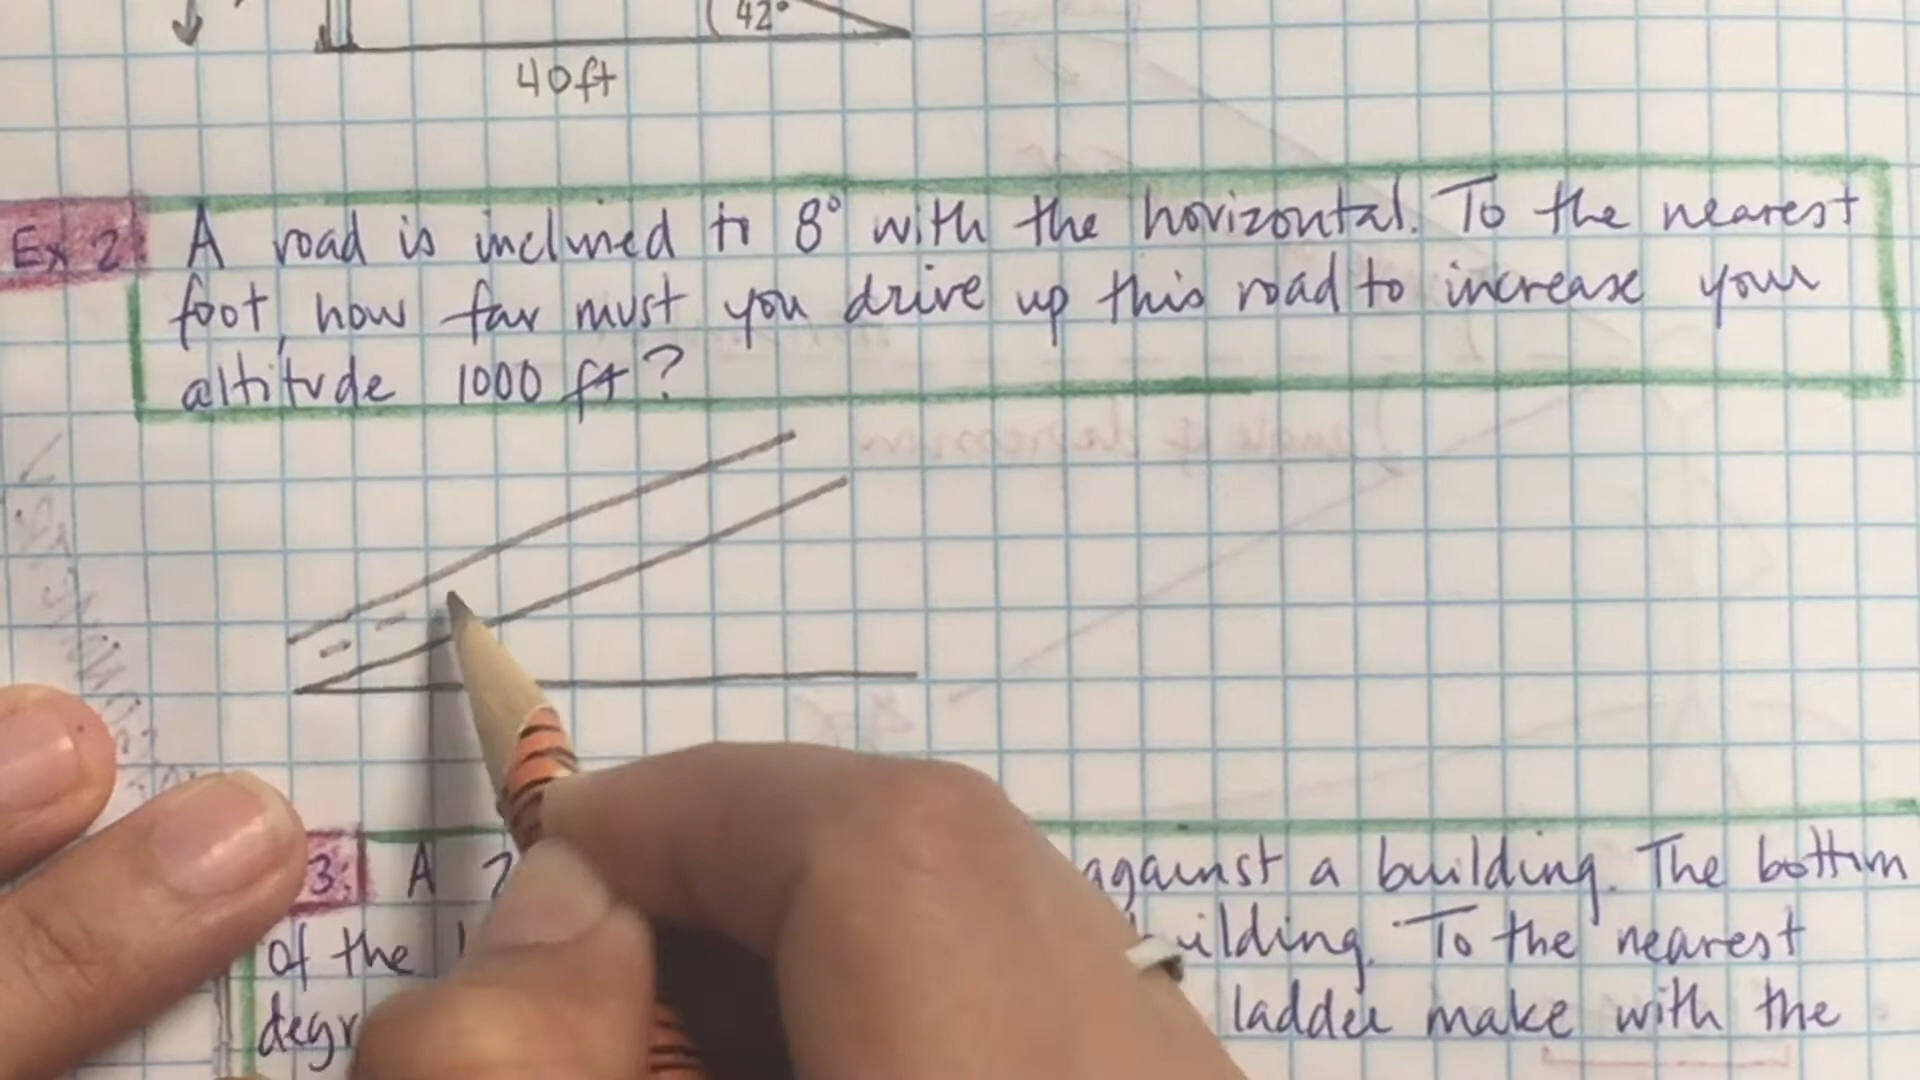 42°
40ft
Ex 2
A road is inclined to 8° with the horizontal. To the nearest
foot, how far must you drive up this road to increase your
altitude 1000 ft?
3: A against a building. The bottom
of the building. To the nearest
ladder make with the